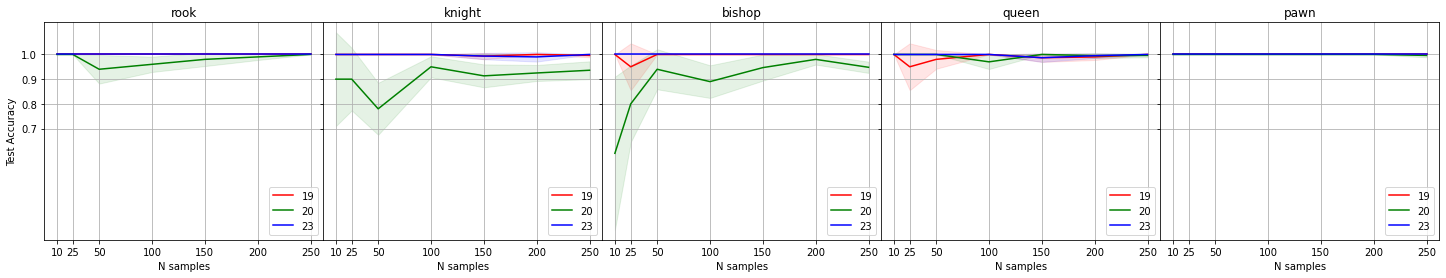 rook knight bishop queen pawn
Test Accuracy
1.0
0.9
0.8
0.7
19 19 19 19 19
20 20 20 20 20
23 23 23 23 23
10 25 50 100 150 200 250 10 25 50 100 150 200 250 10 25 50 100 150 200 250 10 25 50 100 150 200 250 10 25 50 100 150 200 250
N samples N samples N samples N samples N samples